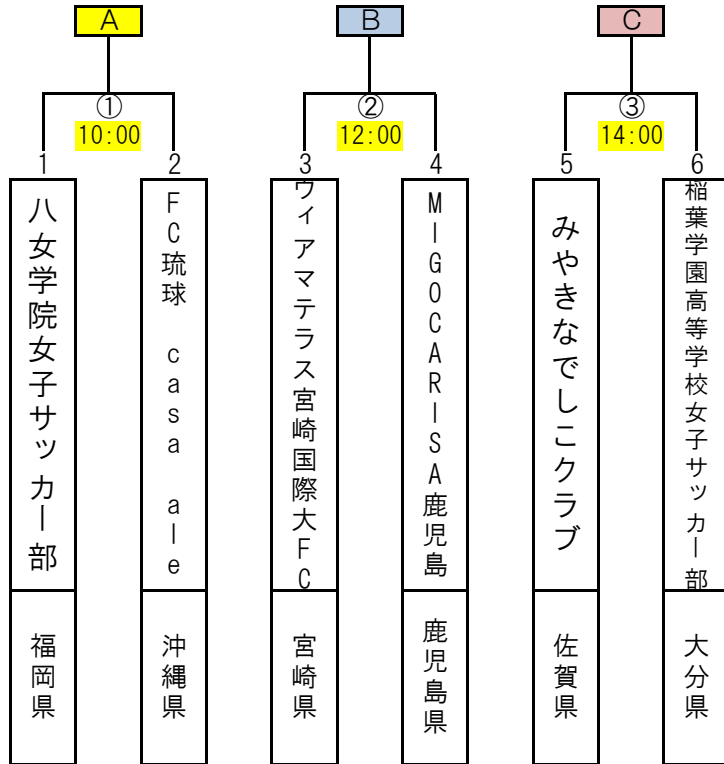 A
B
C
①
②
③
10:00
12:00
14:00
1
2
3
4
5
6
八女学院女子サッカー部
FC琉球 casa ale
ヴィアマテラス宮崎国際大FC
MIGOCARISA鹿児島
みやきなでしこクラブ
稲葉学園高等学校女子サッカー部
福岡県
沖縄県
宮崎県
鹿児島県
佐賀県
大分県